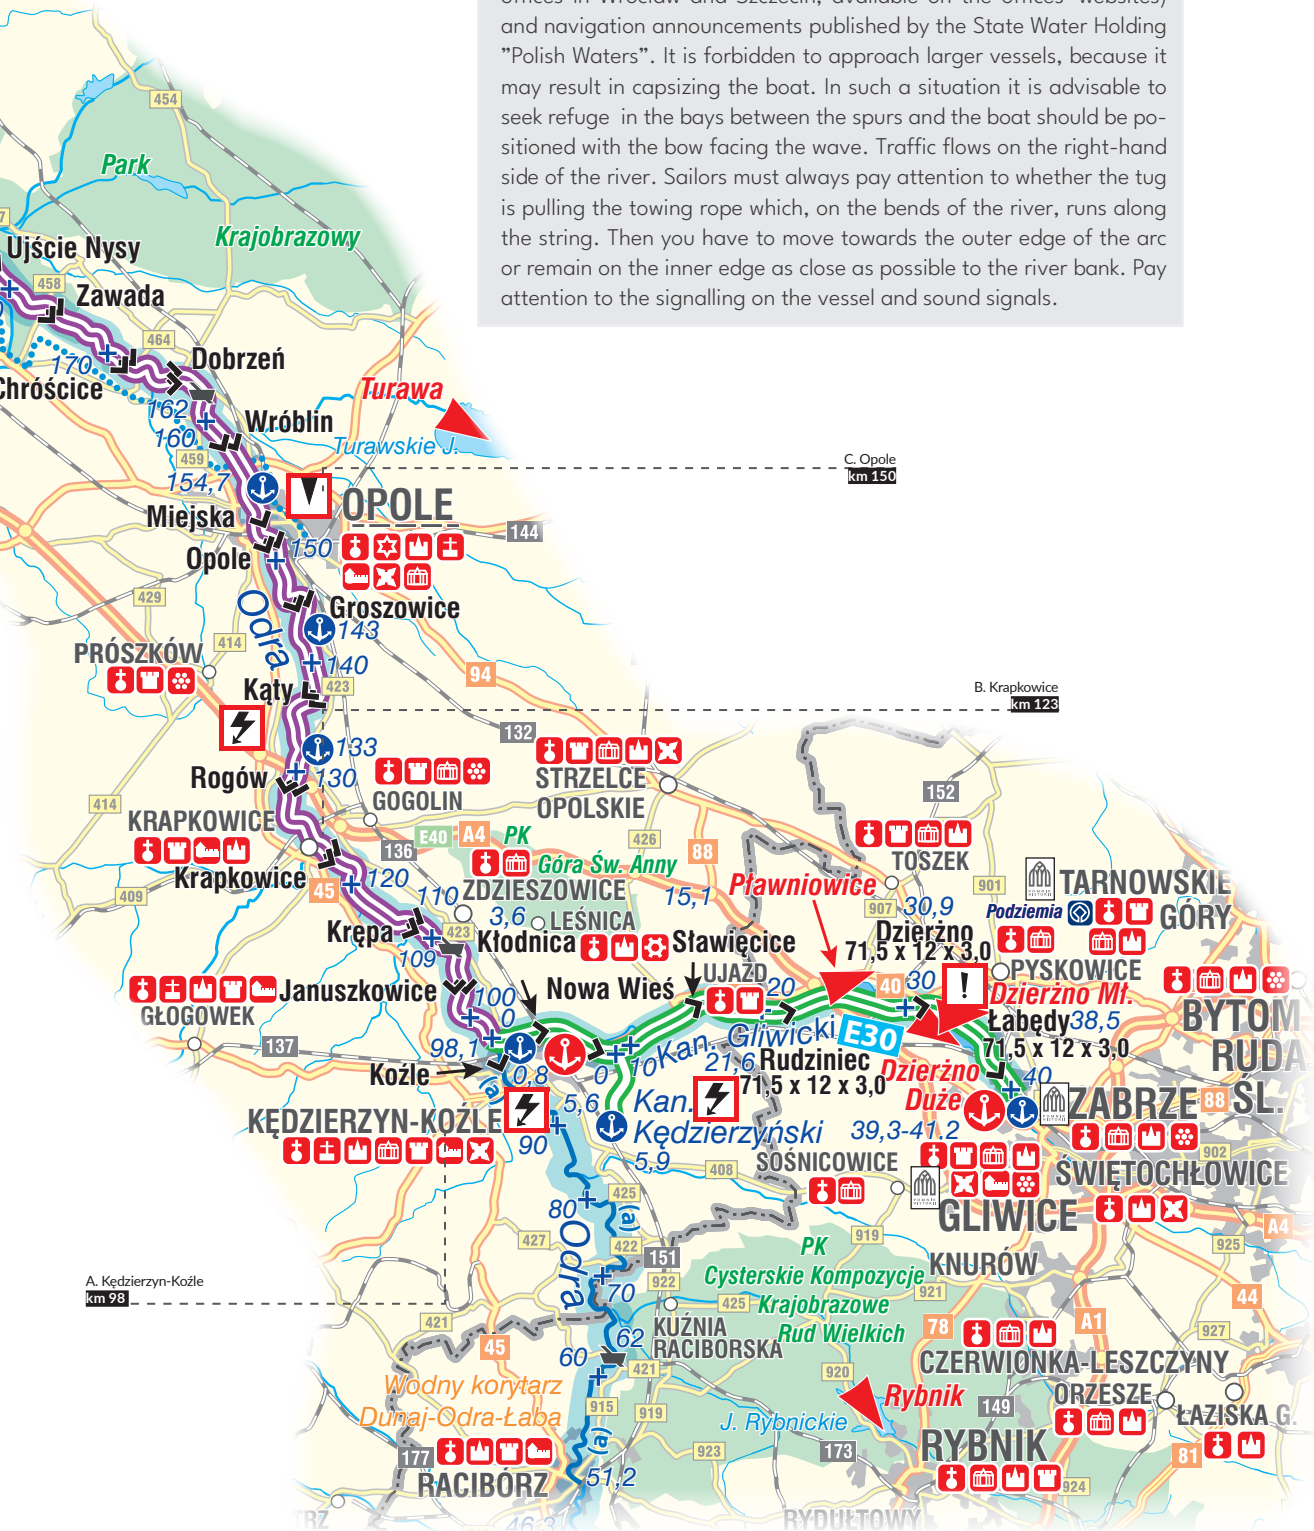 offices in Wrocław and Szczecin, available on the offices' websites)
and navigation announcements published by the State Water Holding
”Polish Waters”. It is forbidden to approach larger vessels, because it
may result in capsizing the boat. In such a situation it is advisable to
seek refuge in the bays between the spurs and the boat should be po-
sitioned with the bow facing the wave. Traffic flows on the right-hand
side of the river. Sailors must always pay attention to whether the tug
is pulling the towing rope which, on the bends of the river, runs along
the string. Then you have to move towards the outer edge of the arc
or remain on the inner edge as close as possible to the river bank. Pay
attention to the signalling on the vessel and sound signals.
454
Park
Krajobrazowy
Ujście Nysy
458
Zawada
464
Dobrzeń
170
Chróścice
Turawa
162
Wróblin
160
Turawskie J.
459
C. Opole
km 150
154,7
OPOLE
Miejska
144
150
Opole
429
Odra
Groszowice
143
414
PRÓSZKÓW
140
94
Kąty
423
B. Krapkowice
km 123
132
133
Rogów
130
STRZELCE
OPOLSKIE
GOGOLIN
152
414
KRAPKOWICE
E40
A4
PK
426
136
88
Góra Św. Anny
TOSZEK
Krapkowice
45
120
110
ZDZIESZOWICE
15,1
Pławniowice
901
TARNOWSKIE
GÓRY
409
3,6
LEŚNICA
907
30,9
Podziemia
Krępa
423
Kłodnica
Sławięcice
Dzierżno
71,5 x 12 x 3,0
109
UJAZD
PYSKOWICE
Januszkowice
100
Nowa Wieś
20
40
30
!
Dzierżno Mł.
GŁOGÓWEK
0
Gliwicki
E30
Łabędy
38,5
BYTOM
137
98,1
Kan.
71,5 x 12 x 3,0
RUDA
ŚL.
Koźle
0,8
0
10
21,6
Rudziniec
71,5 x 12 x 3,0
Dzierżno
Duże
40
(a)
5,6
Kan.
Kędzierzyński
ZABRZE
88
KĘDZIERZYN-KOŹLE
90
5,9
39,3-41,2
408
SOŚNICOWICE
902
ŚWIĘTOCHŁOWICE
80
425
(a)
GLIWICE
A4
427
Odra
422
151
919
925
PK
Cysterskie Kompozycje
Krajobrazowe
Rud Wielkich
KNURÓW
A. Kędzierzyn-Koźle
km 98
70
922
921
44
421
425
78
A1
927
45
62
KUŹNIA
RACIBORSKA
60
421
920
CZERWIONKA-LESZCZYNY
Wodny korytarz
Dunaj-Odra-Łaba
915
919
Rybnik
149
ORZESZE
ŁAZISKA G.
J. Rybnickie
(a)
923
173
RYBNIK
81
177
RACIBÓRZ
51,2
924
46,3
RYDUŁTOWY